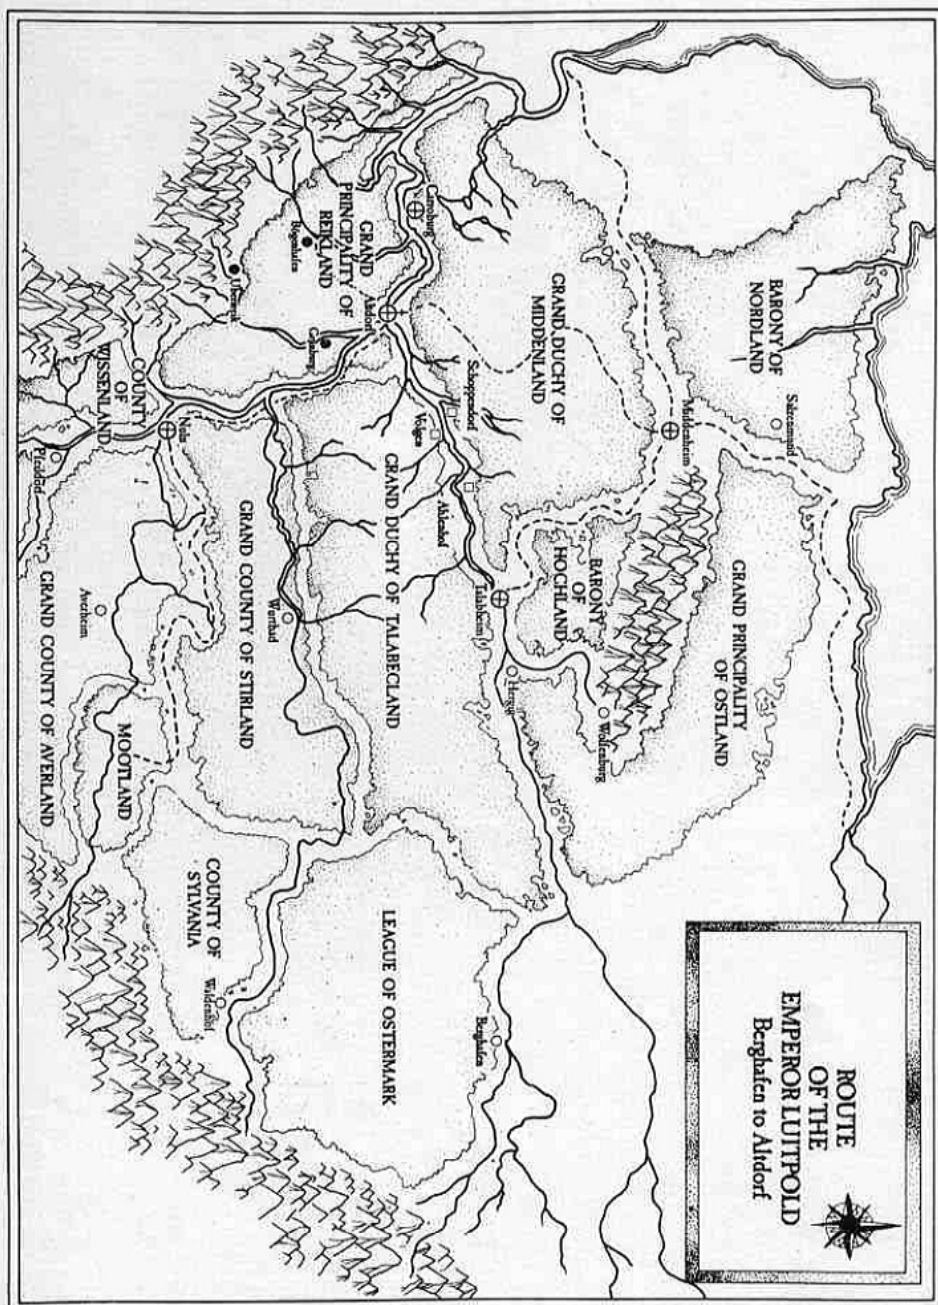 ROUTE
OF THE
EMPEROR LUITPOLD
Berghafen to Altdorf
BARONY OF
NORDLAND
Salzenmund
Middenheim
GRAND PRINCIPALITY
OF OSTLAND
GRAND DUCHY OF
MIDDENLAND
BARONY
OF
HOCHLAND
Wolfenburg
Talabheim
Hergig
Carroburg
Schoppendorf
Volgen
Ahlenhof
Berghafen
GRAND
PRINCIPALITY OF
REIKLAND
Bogenhafen
Altdorf
Ubersreik
GRAND DUCHY OF TALABECLAND
LEAGUE OF OSTERMARK
Wurtbad
GRAND COUNTY OF STIRLAND
COUNTY OF
SYLVANIA
Waldenhof
COUNTY
OF
WISSENLAND
Nuln
Pfeildorf
Averheim
MOOTLAND
GRAND COUNTY OF AVERLAND